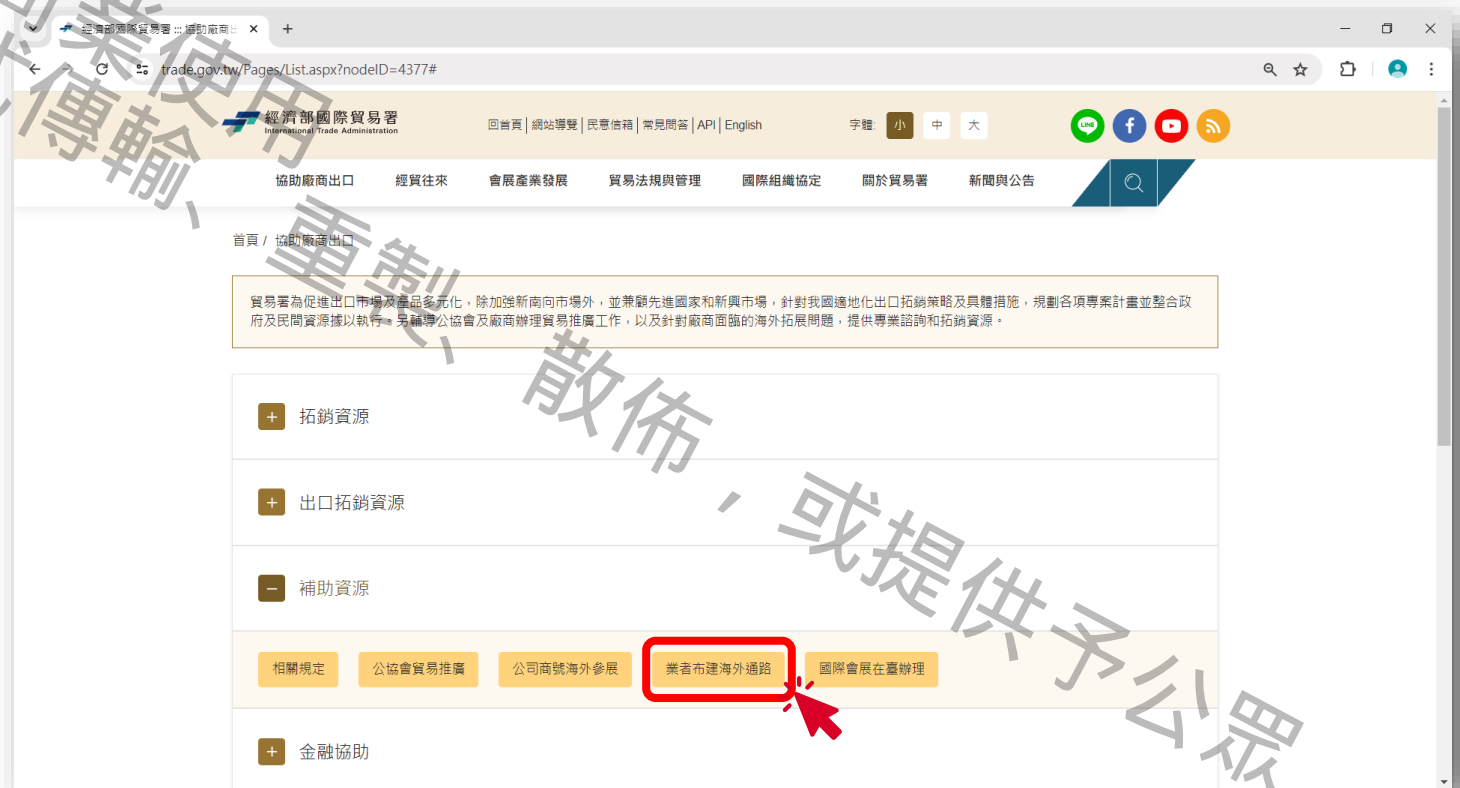 經濟部國際貿易署 ::: 協助廠商出
trade.gov.tw/Pages/List.aspx?nodeID=4377#
經濟部國際貿易署
International Trade Administration
回首頁 | 網站導覽 | 民意信箱 | 常見問答 | API | English
字體: 小 中 大
LINE
協助廠商出口 經貿往來 會展產業發展 貿易法規與管理 國際組織協定 關於貿易署 新聞與公告
首頁 / 協助廠商出口
貿易署為促進出口市場及產品多元化，除加強新南向市場外，並兼顧先進國家和新興市場，針對我國適地化出口拓銷策略及具體措施，規劃各項專案計畫並整合政
府及民間資源據以執行。另輔導公協會及廠商辦理貿易推廣工作，以及針對廠商面臨的海外拓展問題，提供專業諮詢和拓銷資源。
拓銷資源
出口拓銷資源
補助資源
相關規定 公協會貿易推廣 公司商號海外參展 業者布建海外通路 國際會展在臺辦理
金融協助
業使用
傳輸、重製、散佈，或提供予公眾